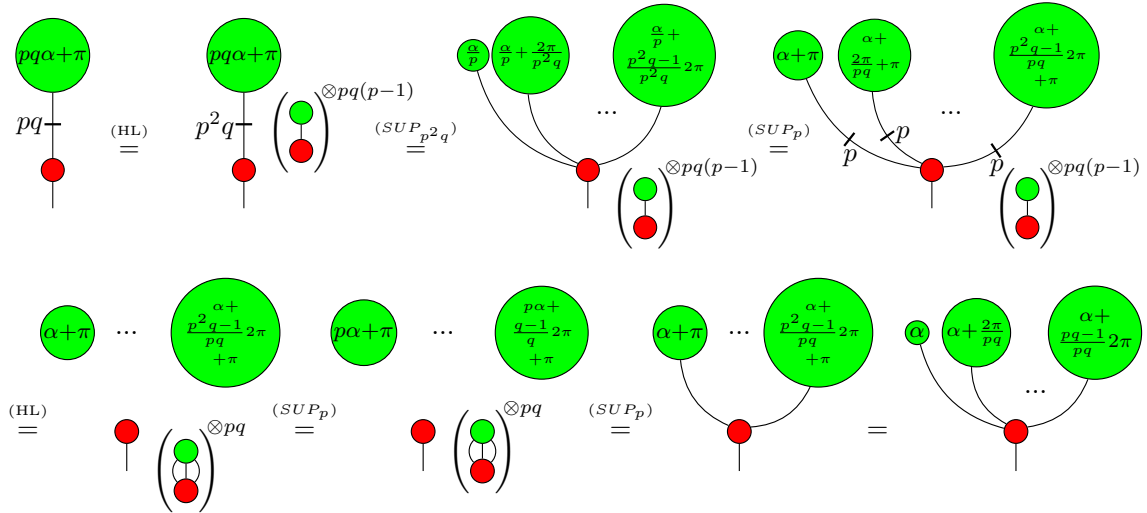 pqα+π
pq
(HL)
=
pqα+π
p²q
⊗pq(p−1)
(SUP_{p²q})
=
α/p
α/p + 2π/p²q
α/p +
p²q−1/p²q 2π
...
⊗pq(p−1)
(SUP_p)
=
α+π
α+
2π/pq +π
α+
p²q−1/pq 2π
+π
...
p
p
p
⊗pq(p−1)
(HL)
=
α+π
...
α+
p²q−1/pq 2π
+π
⊗pq
(SUP_p)
=
pα+π
...
pα+
q−1/q 2π
+π
⊗pq
(SUP_p)
=
α+π
...
α+
p²q−1/pq 2π
+π
=
α
α+ 2π/pq
α+
pq−1/pq 2π
...